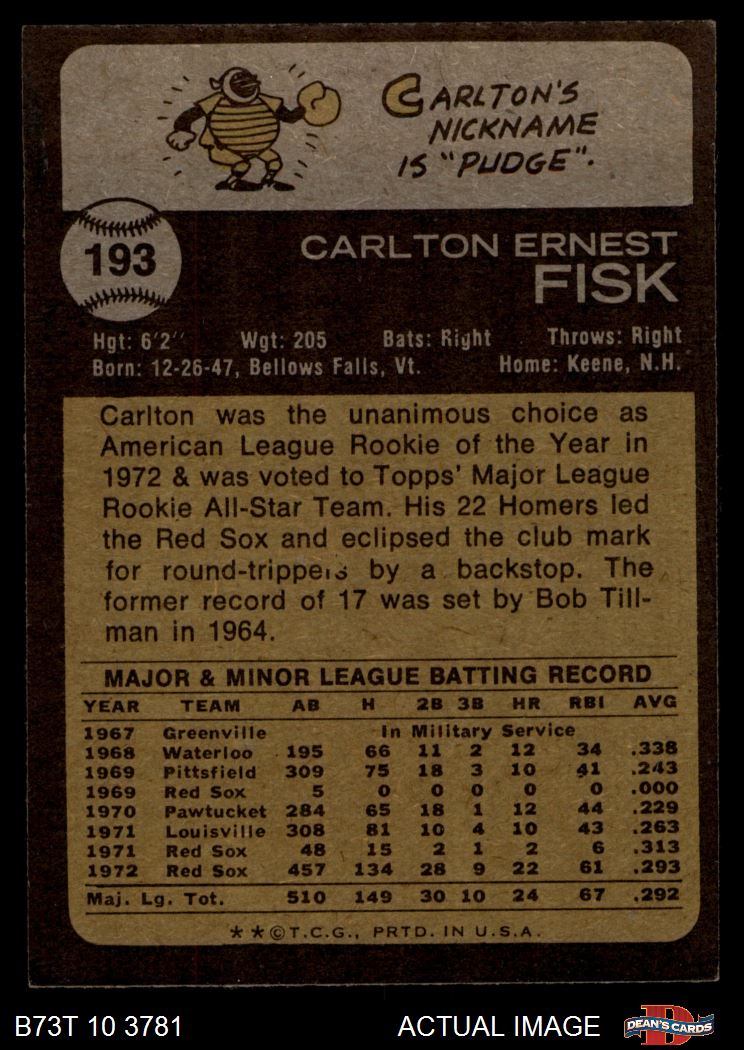 CARLTON'S
NICKNAME
IS "PUDGE".
193
CARLTON ERNEST
FISK
Hgt: 6'2" Wgt: 205 Bats: Right Throws: Right
Born: 12-26-47, Bellows Falls, Vt. Home: Keene, N.H.
Carlton was the unanimous choice as
American League Rookie of the Year in
1972 & was voted to Topps' Major League
Rookie All-Star Team. His 22 Homers led
the Red Sox and eclipsed the club mark
for round-trippers by a backstop. The
former record of 17 was set by Bob Till-
man in 1964.
MAJOR & MINOR LEAGUE BATTING RECORD
YEAR TEAM AB H 2B 3B HR RBI AVG
1967 Greenville In Military Service
1968 Waterloo 195 66 11 2 12 34 .338
1969 Pittsfield 309 75 18 3 10 41 .243
1969 Red Sox 5 0 0 0 0 0 .000
1970 Pawtucket 284 65 18 1 12 44 .229
1971 Louisville 308 81 10 4 10 43 .263
1971 Red Sox 48 15 2 1 2 6 .313
1972 Red Sox 457 134 28 9 22 61 .293
Maj. Lg. Tot. 510 149 30 10 24 67 .292
* * © T.C.G., PRTD. IN U.S.A.
B73T 10 3781 ACTUAL IMAGE D DEAN'S CARDS